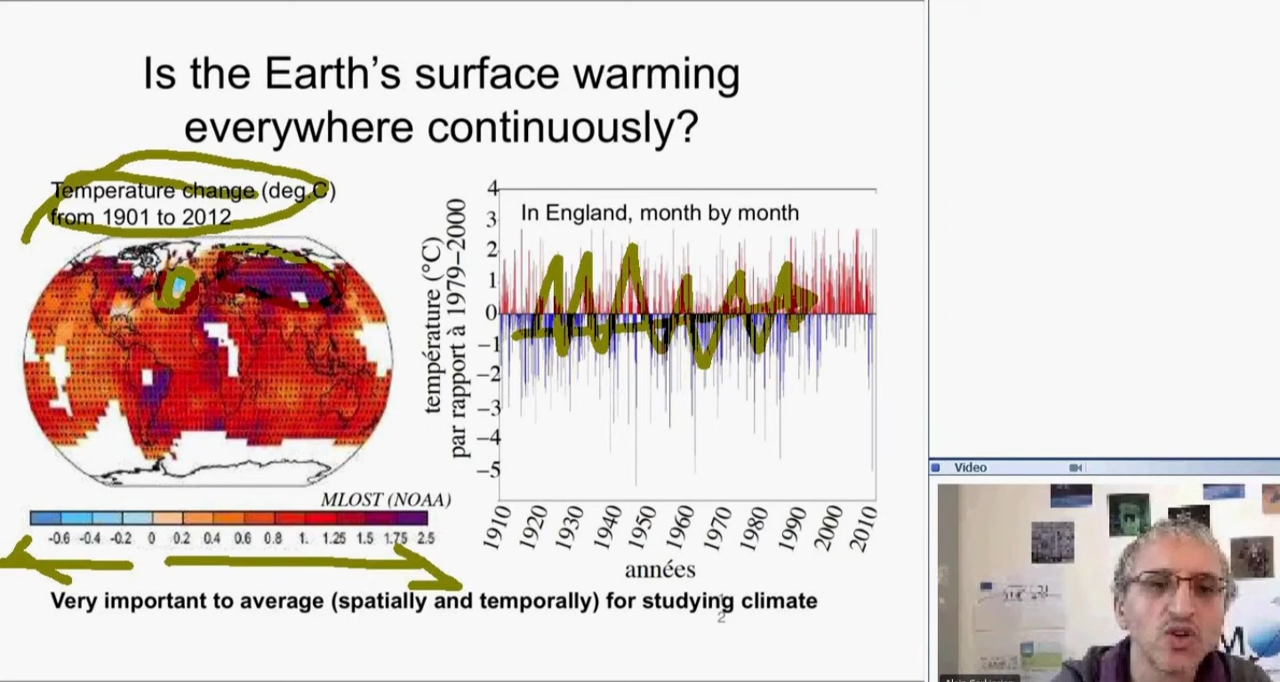 Is the Earth's surface warming
everywhere continuously?
Temperature change (deg.C)
from 1901 to 2012
In England, month by month
température (°C)
par rapport à 1979–2000
4
3
2
1
0
−1
−2
−3
−4
−5
1910 1920 1930 1940 1950 1960 1970 1980 1990 2000 2010
années
MLOST (NOAA)
-0.6 -0.4 -0.2 0 0.2 0.4 0.6 0.8 1. 1.25 1.5 1.75 2.5
Very important to average (spatially and temporally) for studying climate
2
Video